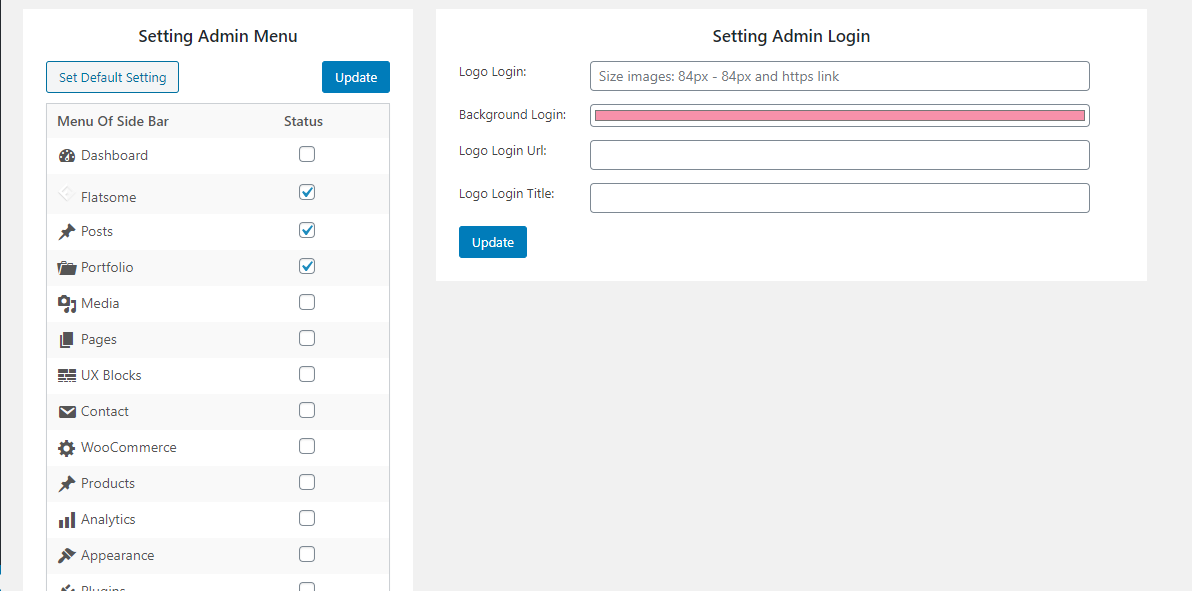 Setting Admin Menu
Set Default Setting
Update
Menu Of Side Bar Status
Dashboard
Flatsome
Posts
Portfolio
Media
Pages
UX Blocks
Contact
WooCommerce
Products
Analytics
Appearance
Plugins
Setting Admin Login
Logo Login: Size images: 84px - 84px and https link
Background Login:
Logo Login Url:
Logo Login Title:
Update